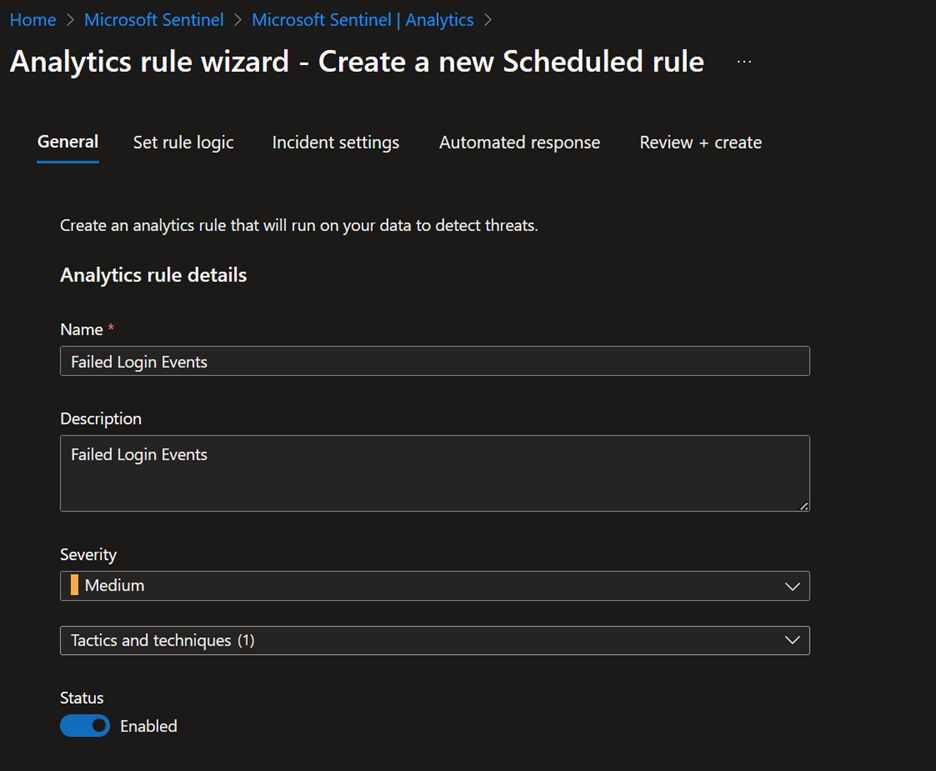 Home > Microsoft Sentinel > Microsoft Sentinel | Analytics >
Analytics rule wizard - Create a new Scheduled rule ...
General Set rule logic Incident settings Automated response Review + create
Create an analytics rule that will run on your data to detect threats.
Analytics rule details
Name *
Failed Login Events
Description
Failed Login Events
Severity
Medium
Tactics and techniques (1)
Status
Enabled